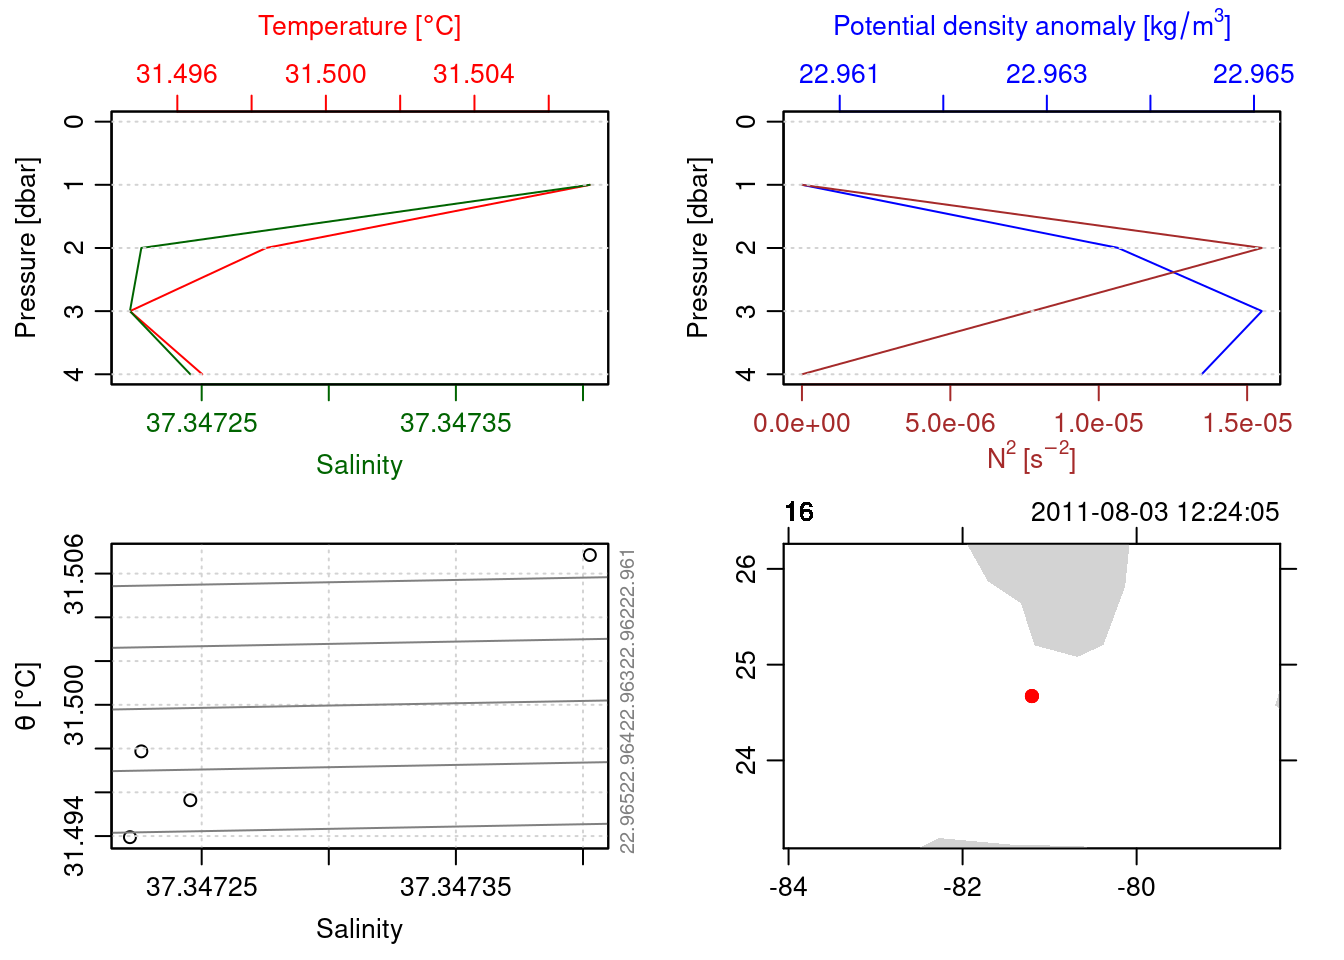 Temperature [°C]
31.496 31.500 31.504
Pressure [dbar]
0
1
2
3
4
37.34725 37.34735
Salinity
Potential density anomaly [kg/m³]
22.961 22.963 22.965
Pressure [dbar]
0
1
2
3
4
0.0e+00 5.0e-06 1.0e-05 1.5e-05
N² [s⁻²]
θ [°C]
31.506
31.500
31.494
22.961
22.962
22.963
22.964
22.965
37.34725 37.34735
Salinity
16 2011-08-03 12:24:05
26
25
24
-84 -82 -80